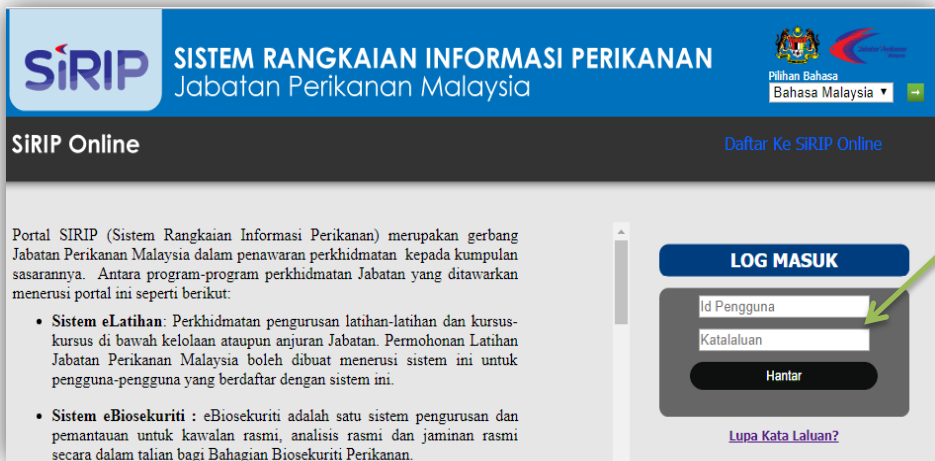 SiRIP
SISTEM RANGKAIAN INFORMASI PERIKANAN
Jabatan Perikanan Malaysia
Pilihan Bahasa
Bahasa Malaysia
SiRIP Online
Daftar Ke SiRIP Online
Portal SIRIP (Sistem Rangkaian Informasi Perikanan) merupakan gerbang
Jabatan Perikanan Malaysia dalam penawaran perkhidmatan kepada kumpulan
sasarannya. Antara program-program perkhidmatan Jabatan yang ditawarkan
menerusi portal ini seperti berikut:
• Sistem eLatihan: Perkhidmatan pengurusan latihan-latihan dan kursus-
kursus di bawah kelolaan ataupun anjuran Jabatan. Permohonan Latihan
Jabatan Perikanan Malaysia boleh dibuat menerusi sistem ini untuk
pengguna-pengguna yang berdaftar dengan sistem ini.
• Sistem eBiosekuriti : eBiosekuriti adalah satu sistem pengurusan dan
pemantauan untuk kawalan rasmi, analisis rasmi dan jaminan rasmi
secara dalam talian bagi Bahagian Biosekuriti Perikanan.
LOG MASUK
Id Pengguna
Katalaluan
Hantar
Lupa Kata Laluan?